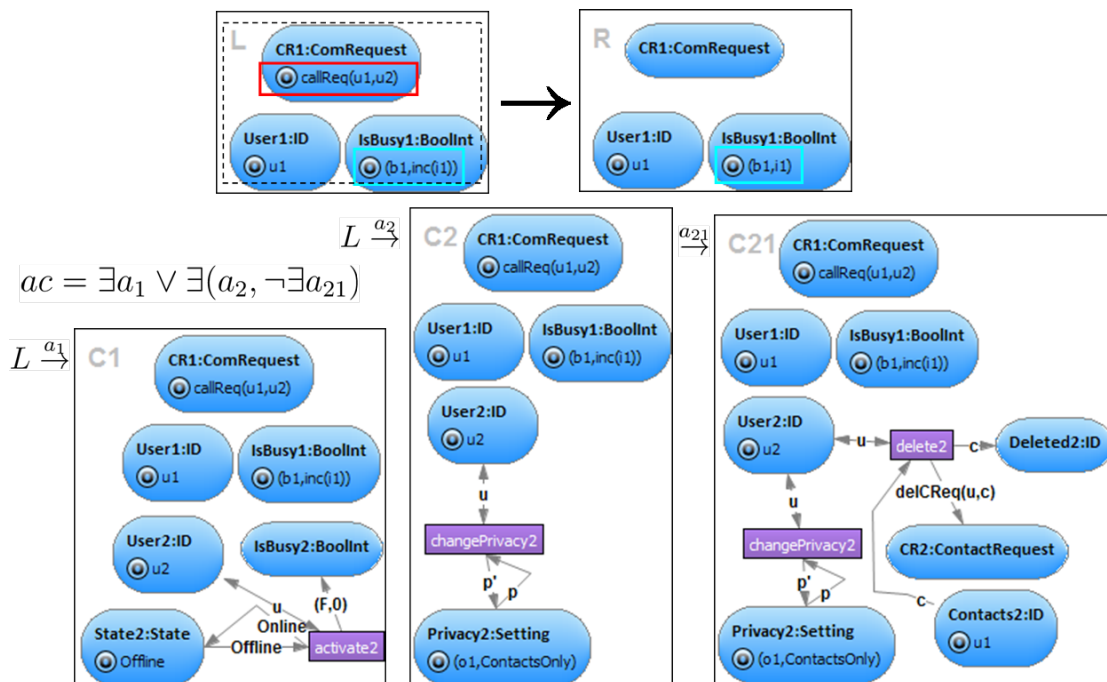 L
CR1:ComRequest
callReq(u1,u2)
User1:ID
u1
IsBusy1:BoolInt
(b1,inc(i1))
R
CR1:ComRequest
User1:ID
u1
IsBusy1:BoolInt
(b1,i1)
ac = ∃a₁ ∨ ∃(a₂, ¬∃a₂₁)
L a₁ →
C1
CR1:ComRequest
callReq(u1,u2)
User1:ID
u1
IsBusy1:BoolInt
(b1,inc(i1))
User2:ID
u2
IsBusy2:BoolInt
u
(F,0)
Online
State2:State
Offline
Offline
activate2
L a₂ →
C2
CR1:ComRequest
callReq(u1,u2)
User1:ID
u1
IsBusy1:BoolInt
(b1,inc(i1))
User2:ID
u2
u
changePrivacy2
p'
p
Privacy2:Setting
(o1,ContactsOnly)
a₂₁ →
C21
CR1:ComRequest
callReq(u1,u2)
User1:ID
u1
IsBusy1:BoolInt
(b1,inc(i1))
User2:ID
u2
u
delete2
c
Deleted2:ID
delCReq(u,c)
u
changePrivacy2
CR2:ContactRequest
p'
p
c
Contacts2:ID
u1
Privacy2:Setting
(o1,ContactsOnly)